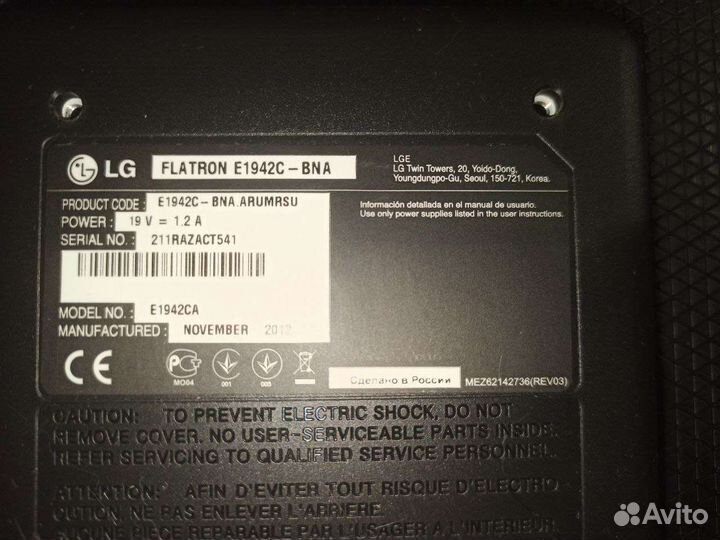 LG FLATRON E1942C-BNA
LGE
LG Twin Towers, 20, Yoido-Dong,
Youngdungpo-Gu, Seoul, 150-721, Korea.
PRODUCT CODE : E1942C-BNA.ARUMRSU
POWER : 19 V = 1.2 A
SERIAL NO. : 211RAZACT541
Información detallada en el manual de usuario.
Use only power supplies listed in the user instructions.
MODEL NO. : E1942CA
MANUFACTURED : NOVEMBER 2012
CE
MO04
001
003
Сделано в России
MEZ62142736(REV03)
CAUTION: TO PREVENT ELECTRIC SHOCK, DO NOT
REMOVE COVER. NO USER-SERVICEABLE PARTS INSIDE.
REFER SERVICING TO QUALIFIED SERVICE PERSONNEL.
ATTENTION: AFIN D'EVITER TOUT RISQUE D'ELECTRO-
CUTION, NE PAS ENLEVER L'ARRIERE.
AUCUNE PIECE REPARABLE PAR L'USAGER A L'INTERIEUR.
Avito